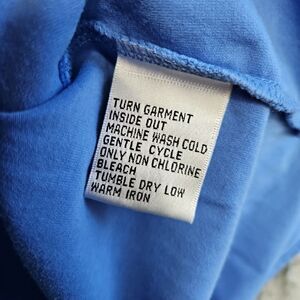 TURN GARMENT
INSIDE OUT
MACHINE WASH COLD
GENTLE CYCLE
ONLY NON CHLORINE
BLEACH
TUMBLE DRY LOW
WARM IRON